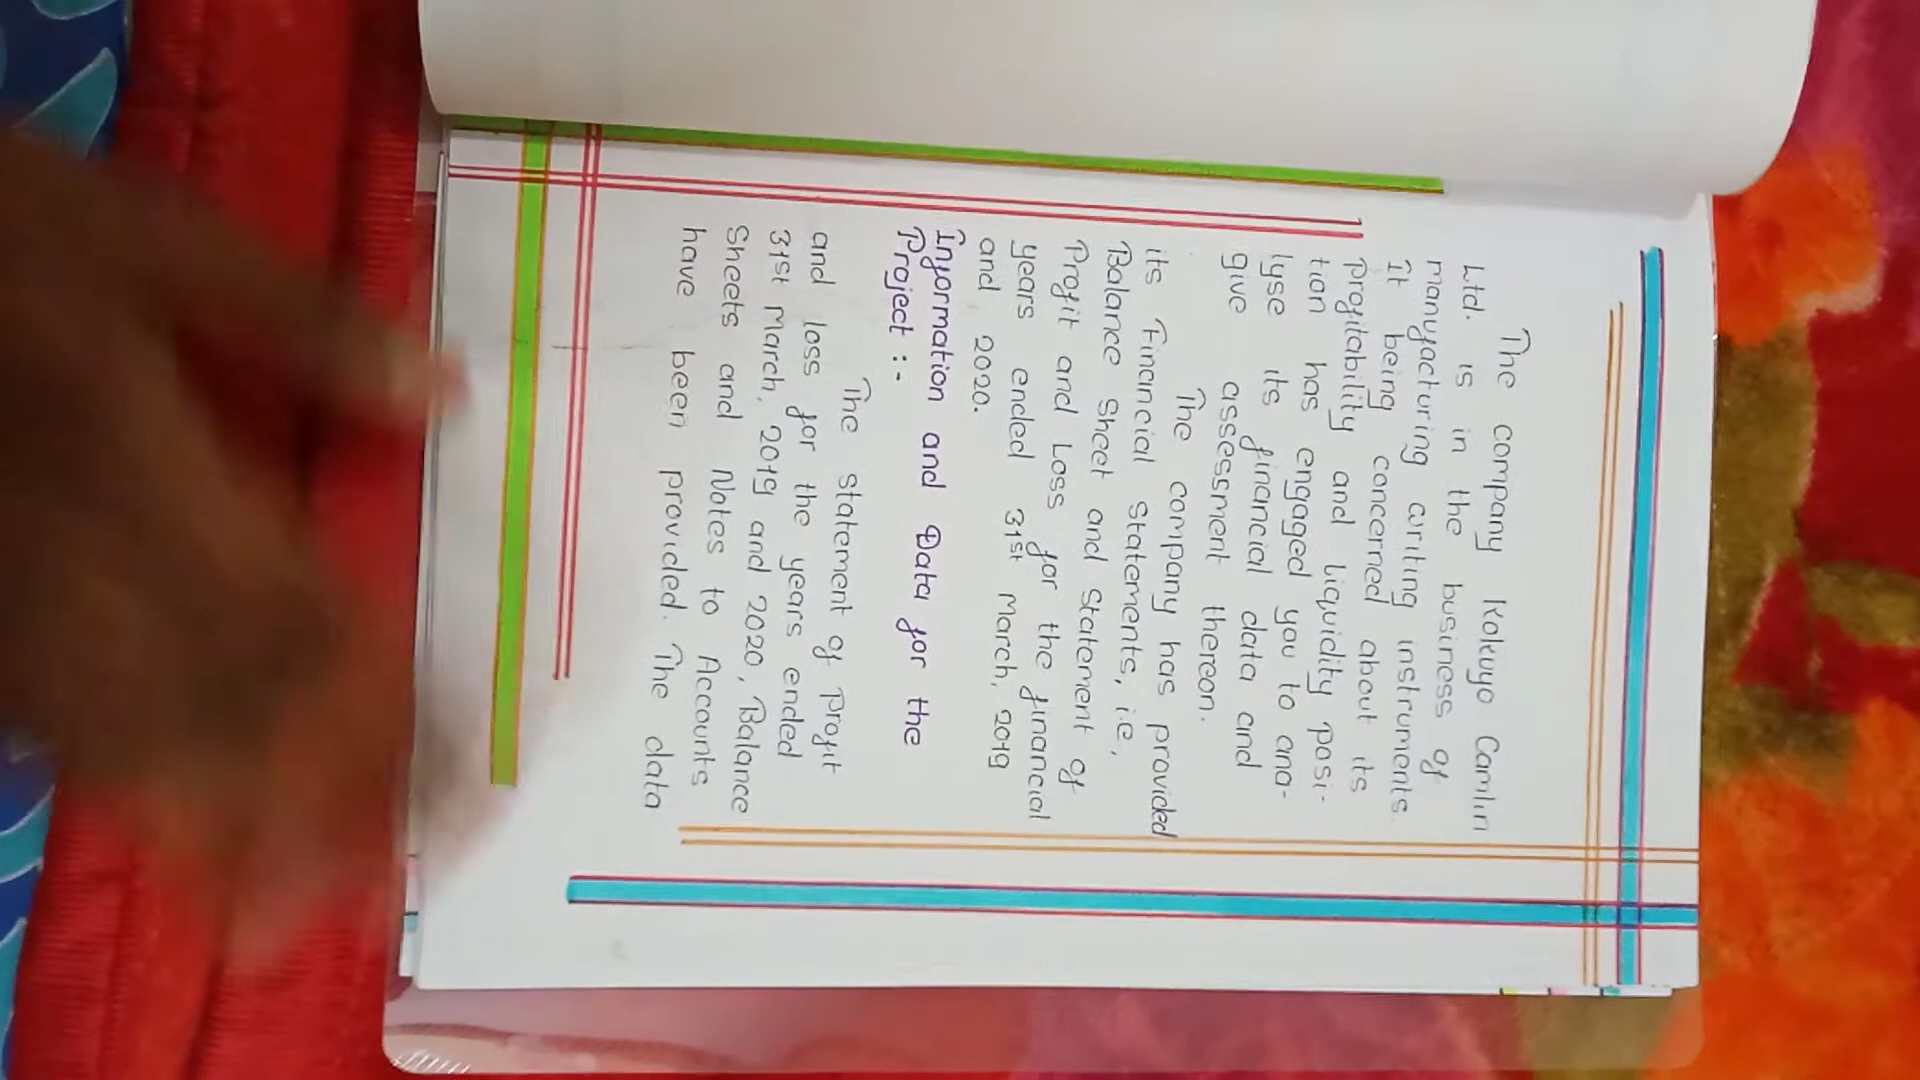 The company Kokuyo Camlin
Ltd. is in the business of
manufacturing writing instruments.
It being concerned about its
Profitability and liquidity posi-
tion has engaged you to ana-
lyse its financial data and
give assessment thereon.
The company has provided
its Financial Statements, i.e,
Balance Sheet and Statement of
Profit and Loss for the financial
years ended 31st March, 2019
and 2020.
Information and Data for the
Project :-
The statement of Profit
and loss for the years ended
31st March, 2019 and 2020, Balance
Sheets and Notes to Accounts
have been provided. The data